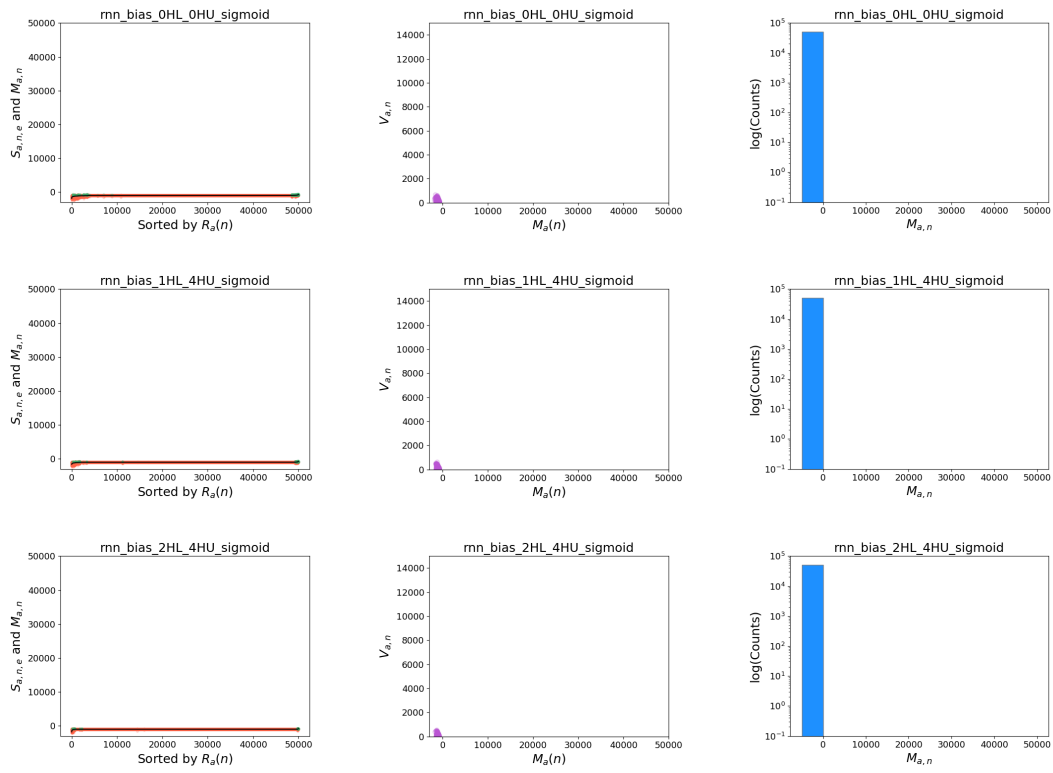 rnn_bias_0HL_0HU_sigmoid
50000
40000
30000
20000
10000
0
S_{a, n, e} and M_{a, n}
0 10000 20000 30000 40000 50000
Sorted by R_a(n)
rnn_bias_0HL_0HU_sigmoid
14000
12000
10000
8000
6000
4000
2000
0
V_{a, n}
0 10000 20000 30000 40000 50000
M_a(n)
rnn_bias_0HL_0HU_sigmoid
10^5
10^4
10^3
10^2
10^1
10^0
10^{-1}
log(Counts)
0 10000 20000 30000 40000 50000
M_{a, n}
rnn_bias_1HL_4HU_sigmoid
50000
40000
30000
20000
10000
0
S_{a, n, e} and M_{a, n}
0 10000 20000 30000 40000 50000
Sorted by R_a(n)
rnn_bias_1HL_4HU_sigmoid
14000
12000
10000
8000
6000
4000
2000
0
V_{a, n}
0 10000 20000 30000 40000 50000
M_a(n)
rnn_bias_1HL_4HU_sigmoid
10^5
10^4
10^3
10^2
10^1
10^0
10^{-1}
log(Counts)
0 10000 20000 30000 40000 50000
M_{a, n}
rnn_bias_2HL_4HU_sigmoid
50000
40000
30000
20000
10000
0
S_{a, n, e} and M_{a, n}
0 10000 20000 30000 40000 50000
Sorted by R_a(n)
rnn_bias_2HL_4HU_sigmoid
14000
12000
10000
8000
6000
4000
2000
0
V_{a, n}
0 10000 20000 30000 40000 50000
M_a(n)
rnn_bias_2HL_4HU_sigmoid
10^5
10^4
10^3
10^2
10^1
10^0
10^{-1}
log(Counts)
0 10000 20000 30000 40000 50000
M_{a, n}